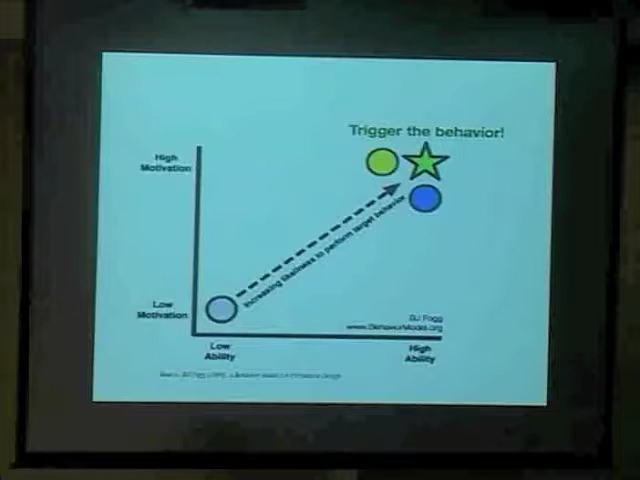 Trigger the behavior!
High
Motivation
Increasing likeliness to perform target behavior
Low
Motivation
BJ Fogg
www.BehaviorModel.org
Low
Ability
High
Ability